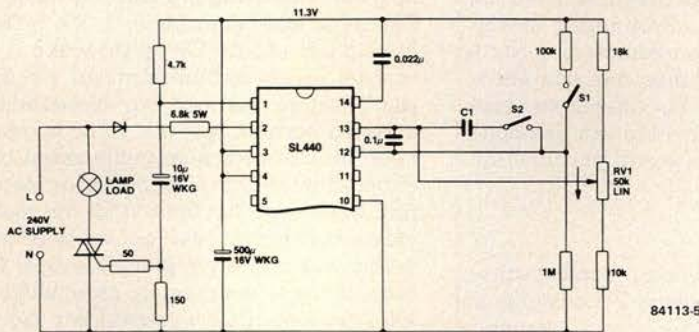 11.3V
4.7k
0.022µ
100k
18k
6.8k 5W
1
2
3
4
5
14
13
12
11
10
SL440
C1
S2
S1
0.1µ
RV1
50k
LIN
LAMP
LOAD
10µ
16V
WKG
L
240V
AC SUPPLY
N
50
150
500µ
16V WKG
1M
10k
84113-5